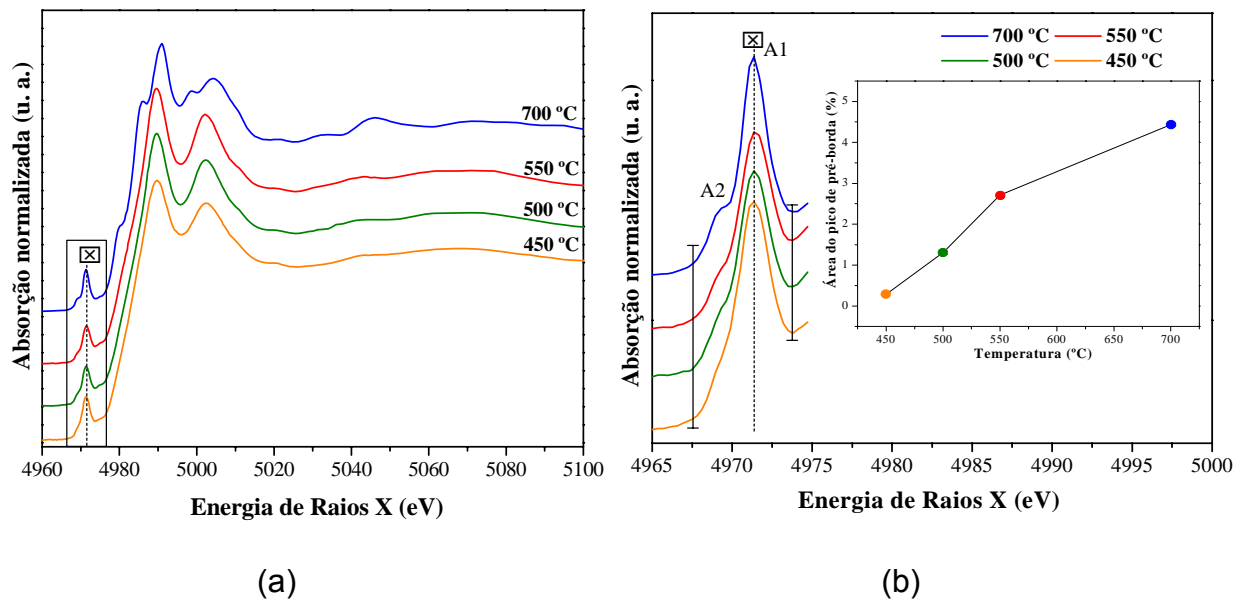 Absorção normalizada (u. a.)
700 ºC
550 ºC
500 ºC
450 ºC
4960 4980 5000 5020 5040 5060 5080 5100
Energia de Raios X (eV)
(a)
Absorção normalizada (u. a.)
A1
A2
700 ºC 550 ºC
500 ºC 450 ºC
Área do pico de pré-borda (%)
5
4
3
2
1
0
450 500 550 600 650 700
Temperatura (ºC)
4965 4970 4975 4980 4985 4990 4995 5000
Energia de Raios X (eV)
(b)